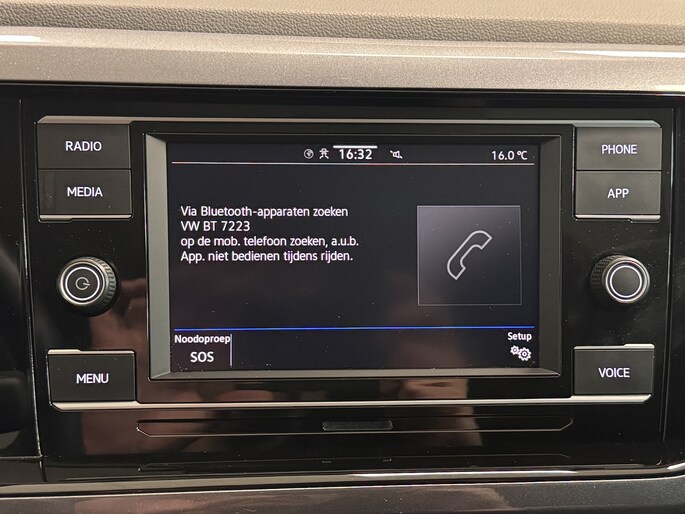 RADIO
MEDIA
MENU
16:32
16.0 °C
Via Bluetooth-apparaten zoeken
VW BT 7223
op de mob. telefoon zoeken, a.u.b.
App. niet bedienen tijdens rijden.
Noodoproep
SOS
Setup
PHONE
APP
VOICE